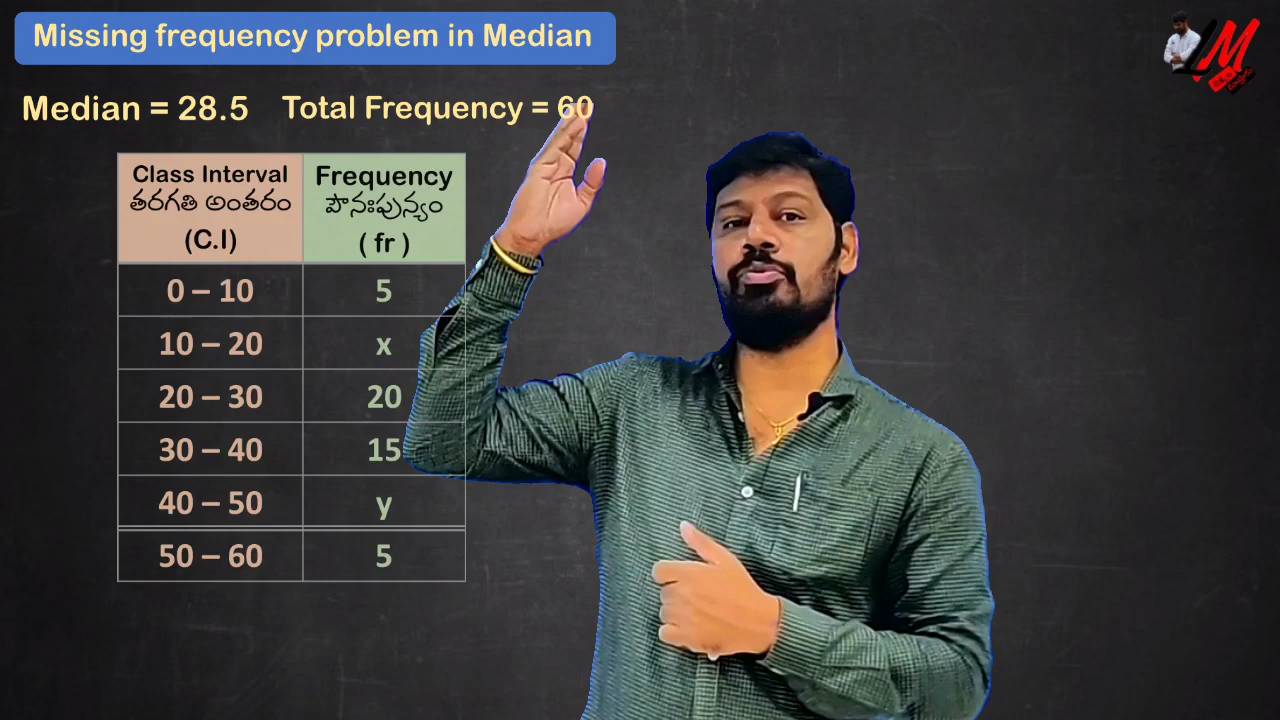 Missing frequency problem in Median
Median = 28.5 Total Frequency = 60
Class Interval
తరగతి అంతరం
(C.I)
Frequency
పౌనఃపున్యం
( fr )
0 – 10 5
10 – 20 x
20 – 30 20
30 – 40 15
40 – 50 y
50 – 60 5
LM